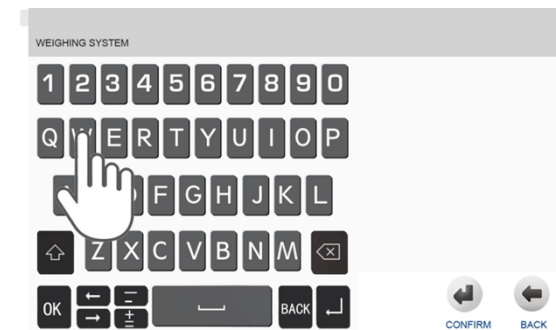 WEIGHING SYSTEM
1 2 3 4 5 6 7 8 9 0
Q W E R T Y U I O P
F G H J K L
Z X C V B N M
OK BACK
CONFIRM BACK